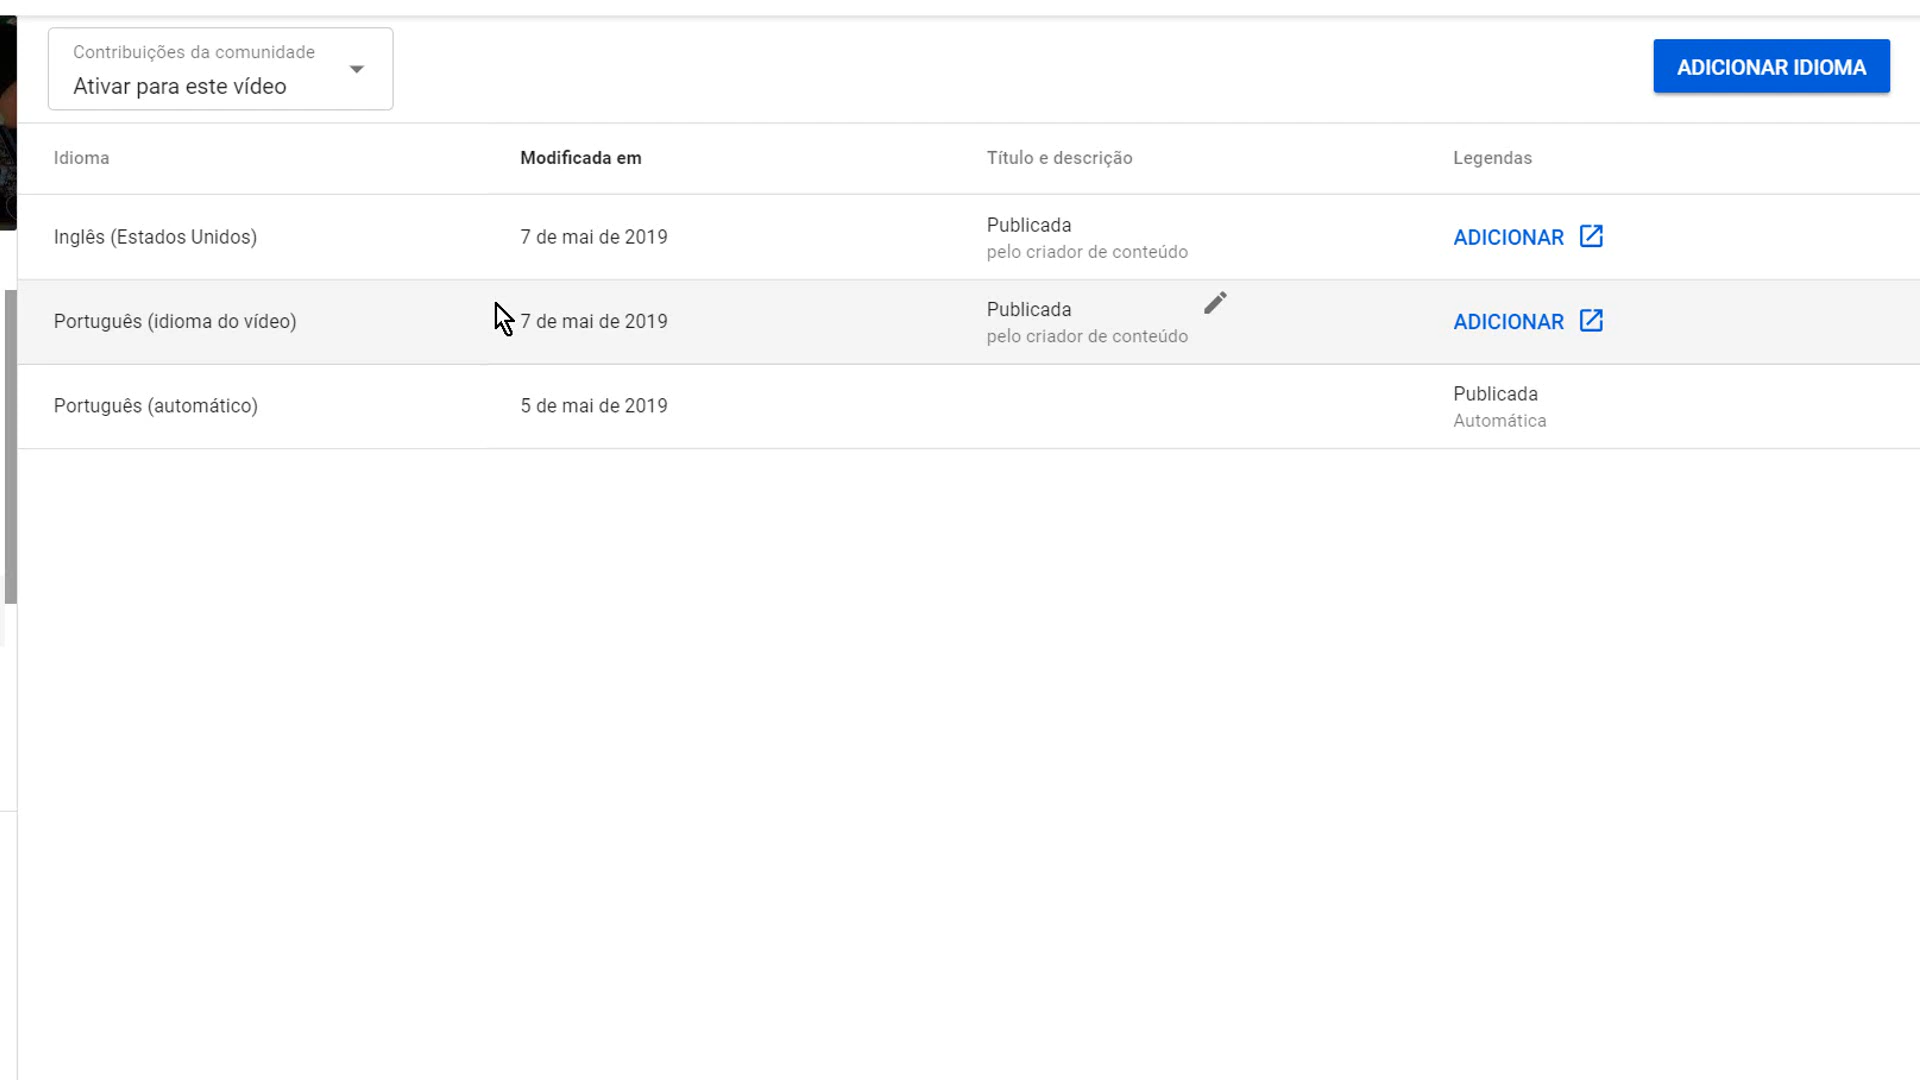 Contribuições da comunidade
Ativar para este vídeo
ADICIONAR IDIOMA
Idioma Modificada em Título e descrição Legendas
Inglês (Estados Unidos) 7 de mai de 2019 Publicada ADICIONAR
pelo criador de conteúdo
Português (idioma do vídeo) 7 de mai de 2019 Publicada ADICIONAR
pelo criador de conteúdo
Português (automático) 5 de mai de 2019 Publicada
Automática